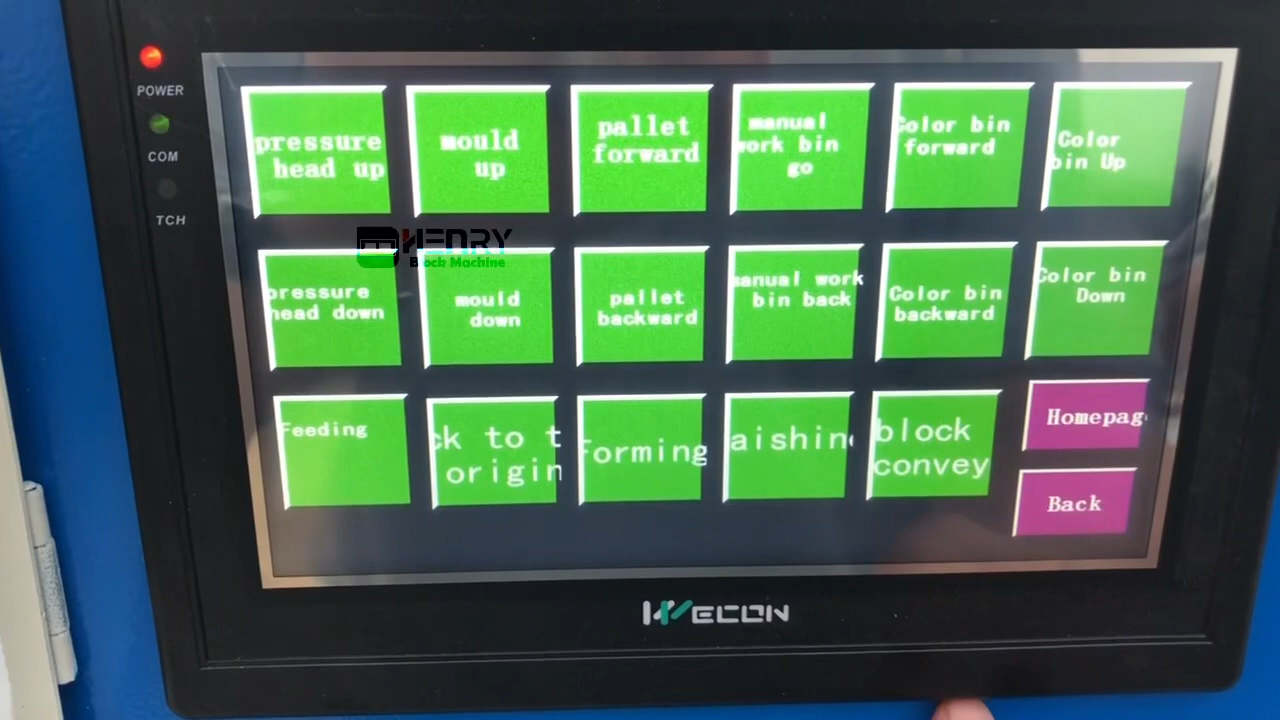 POWER
COM
TCH
pressure
head up
mould
up
pallet
forward
manual
work bin
go
Color bin
forward
Color
bin Up
HENRY
Block Machine
pressure
head down
mould
down
pallet
backward
manual work
bin back
Color bin
backward
Color bin
Down
Feeding
ck to t
origin
forming
aishin
block
convey
Homepag
Back
WECON